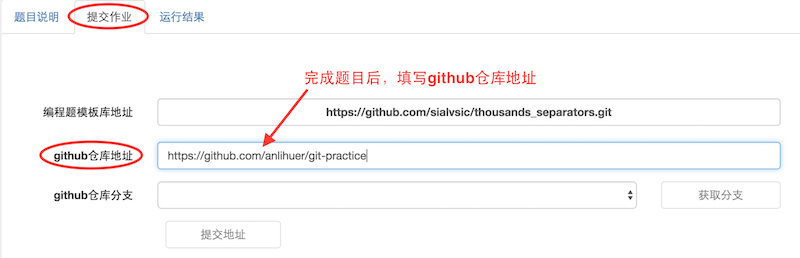 题目说明 提交作业 运行结果
完成题目后，填写github仓库地址
编程题模板库地址 https://github.com/sialvsic/thousands_separators.git
github仓库地址 https://github.com/anlihuer/git-practice
github仓库分支 获取分支
提交地址